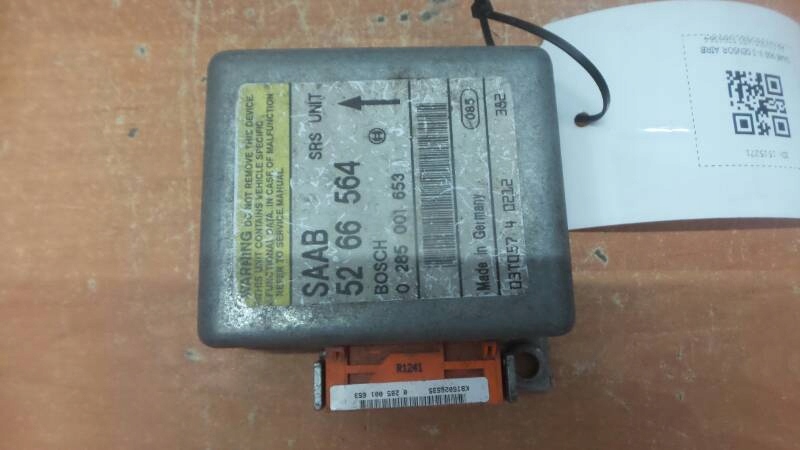 WARNING DO NOT REMOVE THIS DEVICE.
THIS UNIT CONTAINS VEHICLE SPECIFIC
FUNCTIONAL DATA. IN CASE OF MALFUNCTION
REFER TO SERVICE MANUAL
SRS UNIT
SAAB
52 66 564
BOSCH
0 285 001 653
085
Made in Germany 382
03T057 4 0212
R1241
0 285 001 653
ID: 1515271